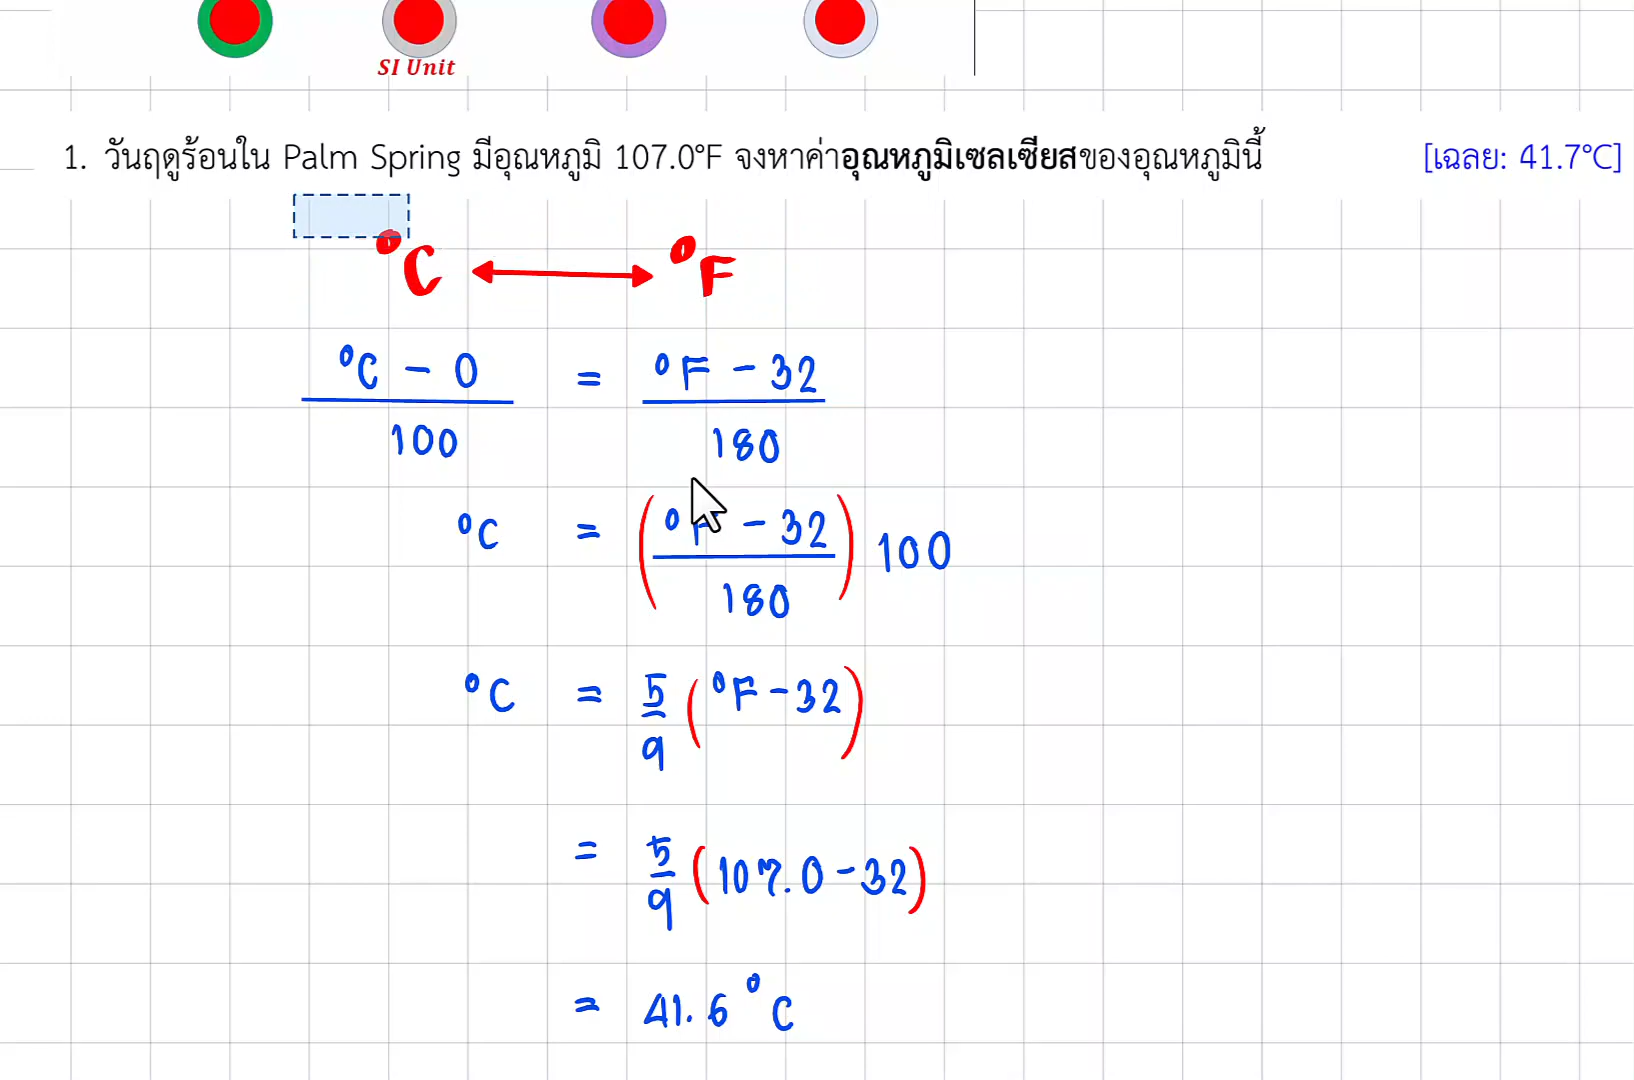 SI Unit
1. วันฤดูร้อนใน Palm Spring มีอุณหภูมิ 107.0°F จงหาค่าอุณหภูมิเซลเซียสของอุณหภูมินี้ [เฉลย: 41.7°C]
°C ↔ °F
°C - 0 = °F - 32
100 180
°C = (°F - 32) 100
180
°C = 5 (°F - 32)
9
= 5 (107.0 - 32)
9
= 41.6 °C